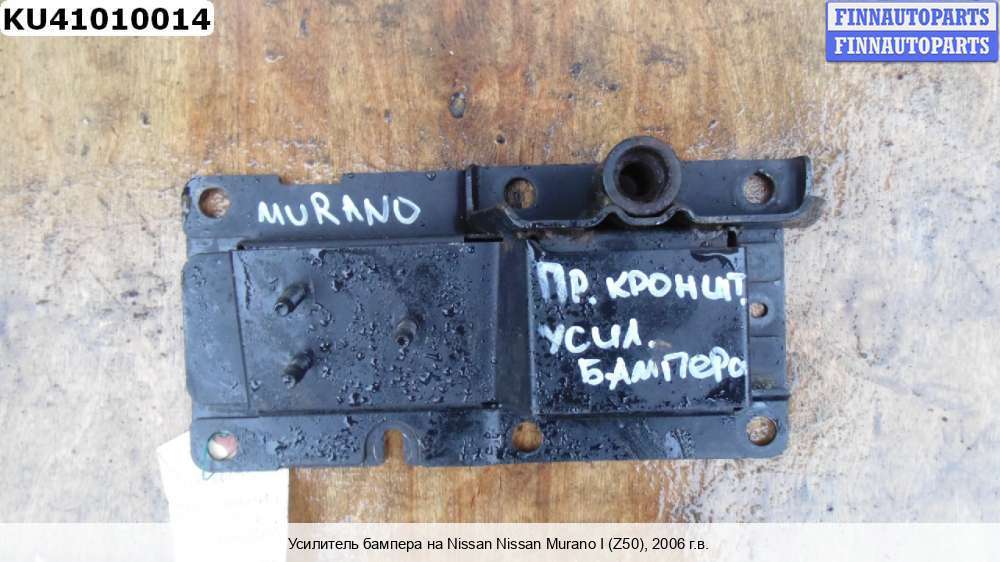 KU41010014
FINNAUTOPARTS
FINNAUTOPARTS
MURANO
ПР. КРОНШТ.
УСИЛ.
БАМПЕРА
Усилитель бампера на Nissan Nissan Murano I (Z50), 2006 г.в.